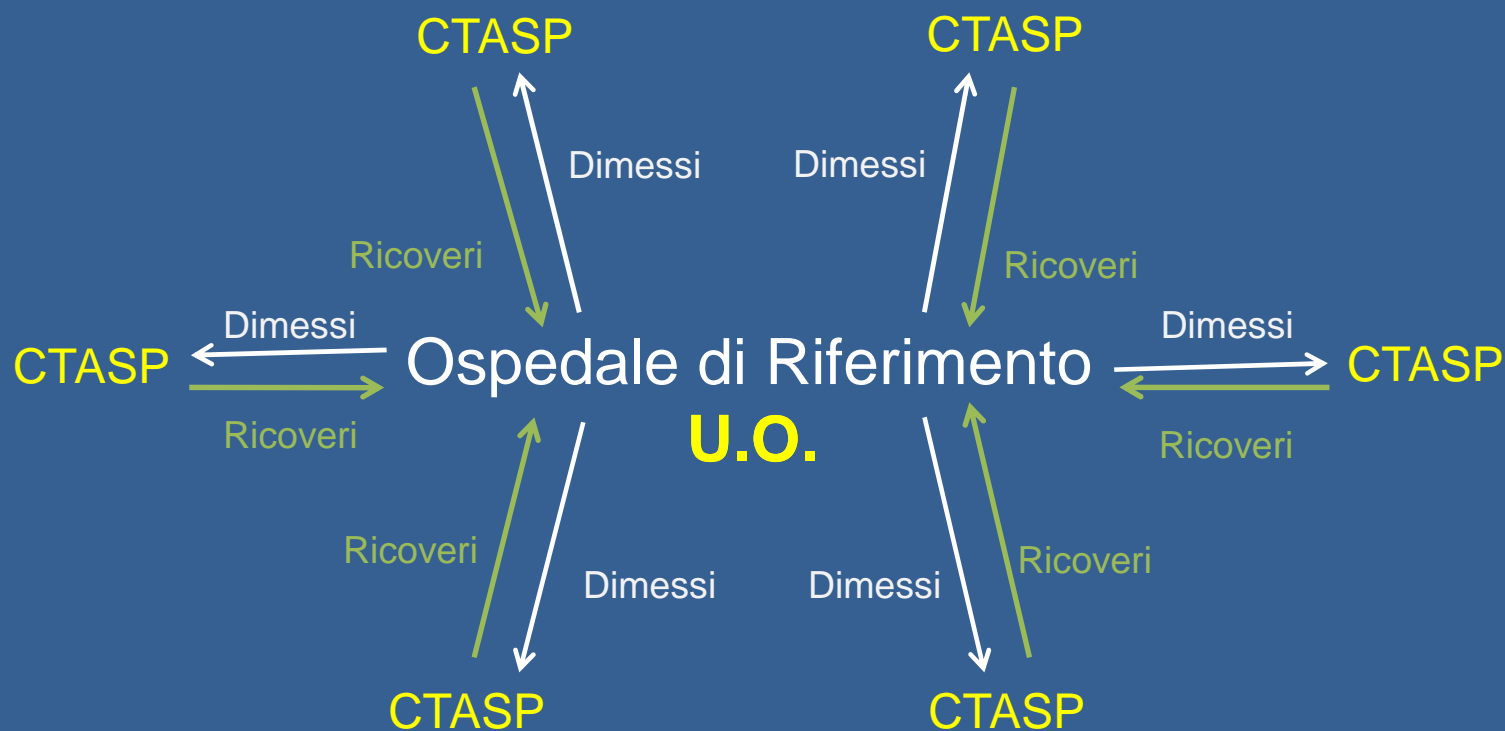 CTASP
CTASP
Dimessi
Dimessi
Ricoveri
Ricoveri
Dimessi
Dimessi
CTASP
Ospedale di Riferimento
CTASP
U.O.
Ricoveri
Ricoveri
Ricoveri
Ricoveri
Dimessi
Dimessi
CTASP
CTASP